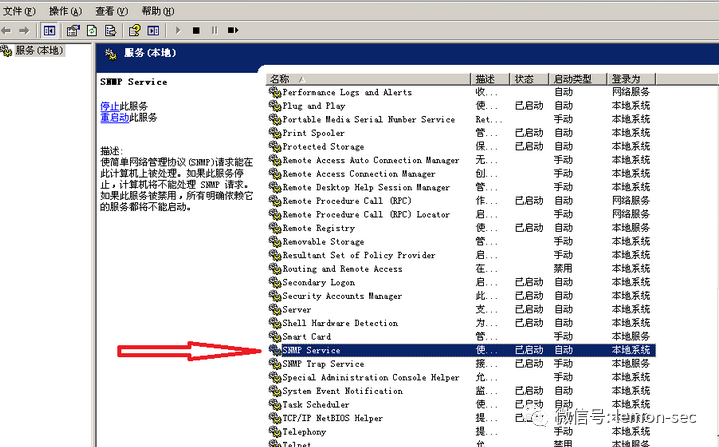 文件(F) 操作(A) 查看(V) 帮助(H)
服务(本地)
服务(本地)
SNMP Service
停止此服务
重启动此服务
描述:
使简单网络管理协议(SNMP)请求能在
此计算机上被处理。如果此服务停
止，计算机将不能处理 SNMP 请求。
如果此服务被禁用，所有明确依赖它
的服务都将不能启动。
名称 描述 状态 启动类型 登录为
Performance Logs and Alerts 收... 自动 网络服务
Plug and Play 使... 已启动 自动 本地系统
Portable Media Serial Number Service Ret... 手动 本地系统
Print Spooler 管... 已启动 自动 本地系统
Protected Storage 保... 已启动 自动 本地系统
Remote Access Auto Connection Manager 无... 手动 本地系统
Remote Access Connection Manager 创... 手动 本地系统
Remote Desktop Help Session Manager 管... 手动 本地系统
Remote Procedure Call (RPC) 作... 已启动 自动 网络服务
Remote Procedure Call (RPC) Locator 启... 手动 网络服务
Remote Registry 使... 已启动 自动 本地服务
Removable Storage 管... 手动 本地系统
Resultant Set of Policy Provider 启... 手动 本地系统
Routing and Remote Access 在... 禁用 本地系统
Secondary Logon 启... 已启动 自动 本地系统
Security Accounts Manager 此... 已启动 自动 本地系统
Server 支... 已启动 自动 本地系统
Shell Hardware Detection 为... 已启动 自动 本地系统
Smart Card 管... 手动 本地服务
SNMP Service 使... 已启动 自动 本地系统
SNMP Trap Service 接... 已启动 手动 本地服务
Special Administration Console Helper 允... 手动 本地系统
System Event Notification 监... 已启动 自动 本地系统
Task Scheduler 使... 已启动 自动 本地系统
TCP/IP NetBIOS Helper 提... 已启动
Telephony 提... 手动 本地系统
Telnet 允... 禁用 本地服务
微信号: lemon-sec